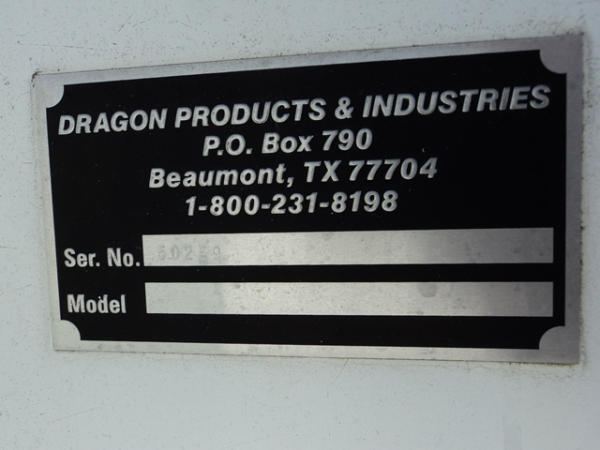 DRAGON PRODUCTS & INDUSTRIES
P.O. Box 790
Beaumont, TX 77704
1-800-231-8198
Ser. No.
Model